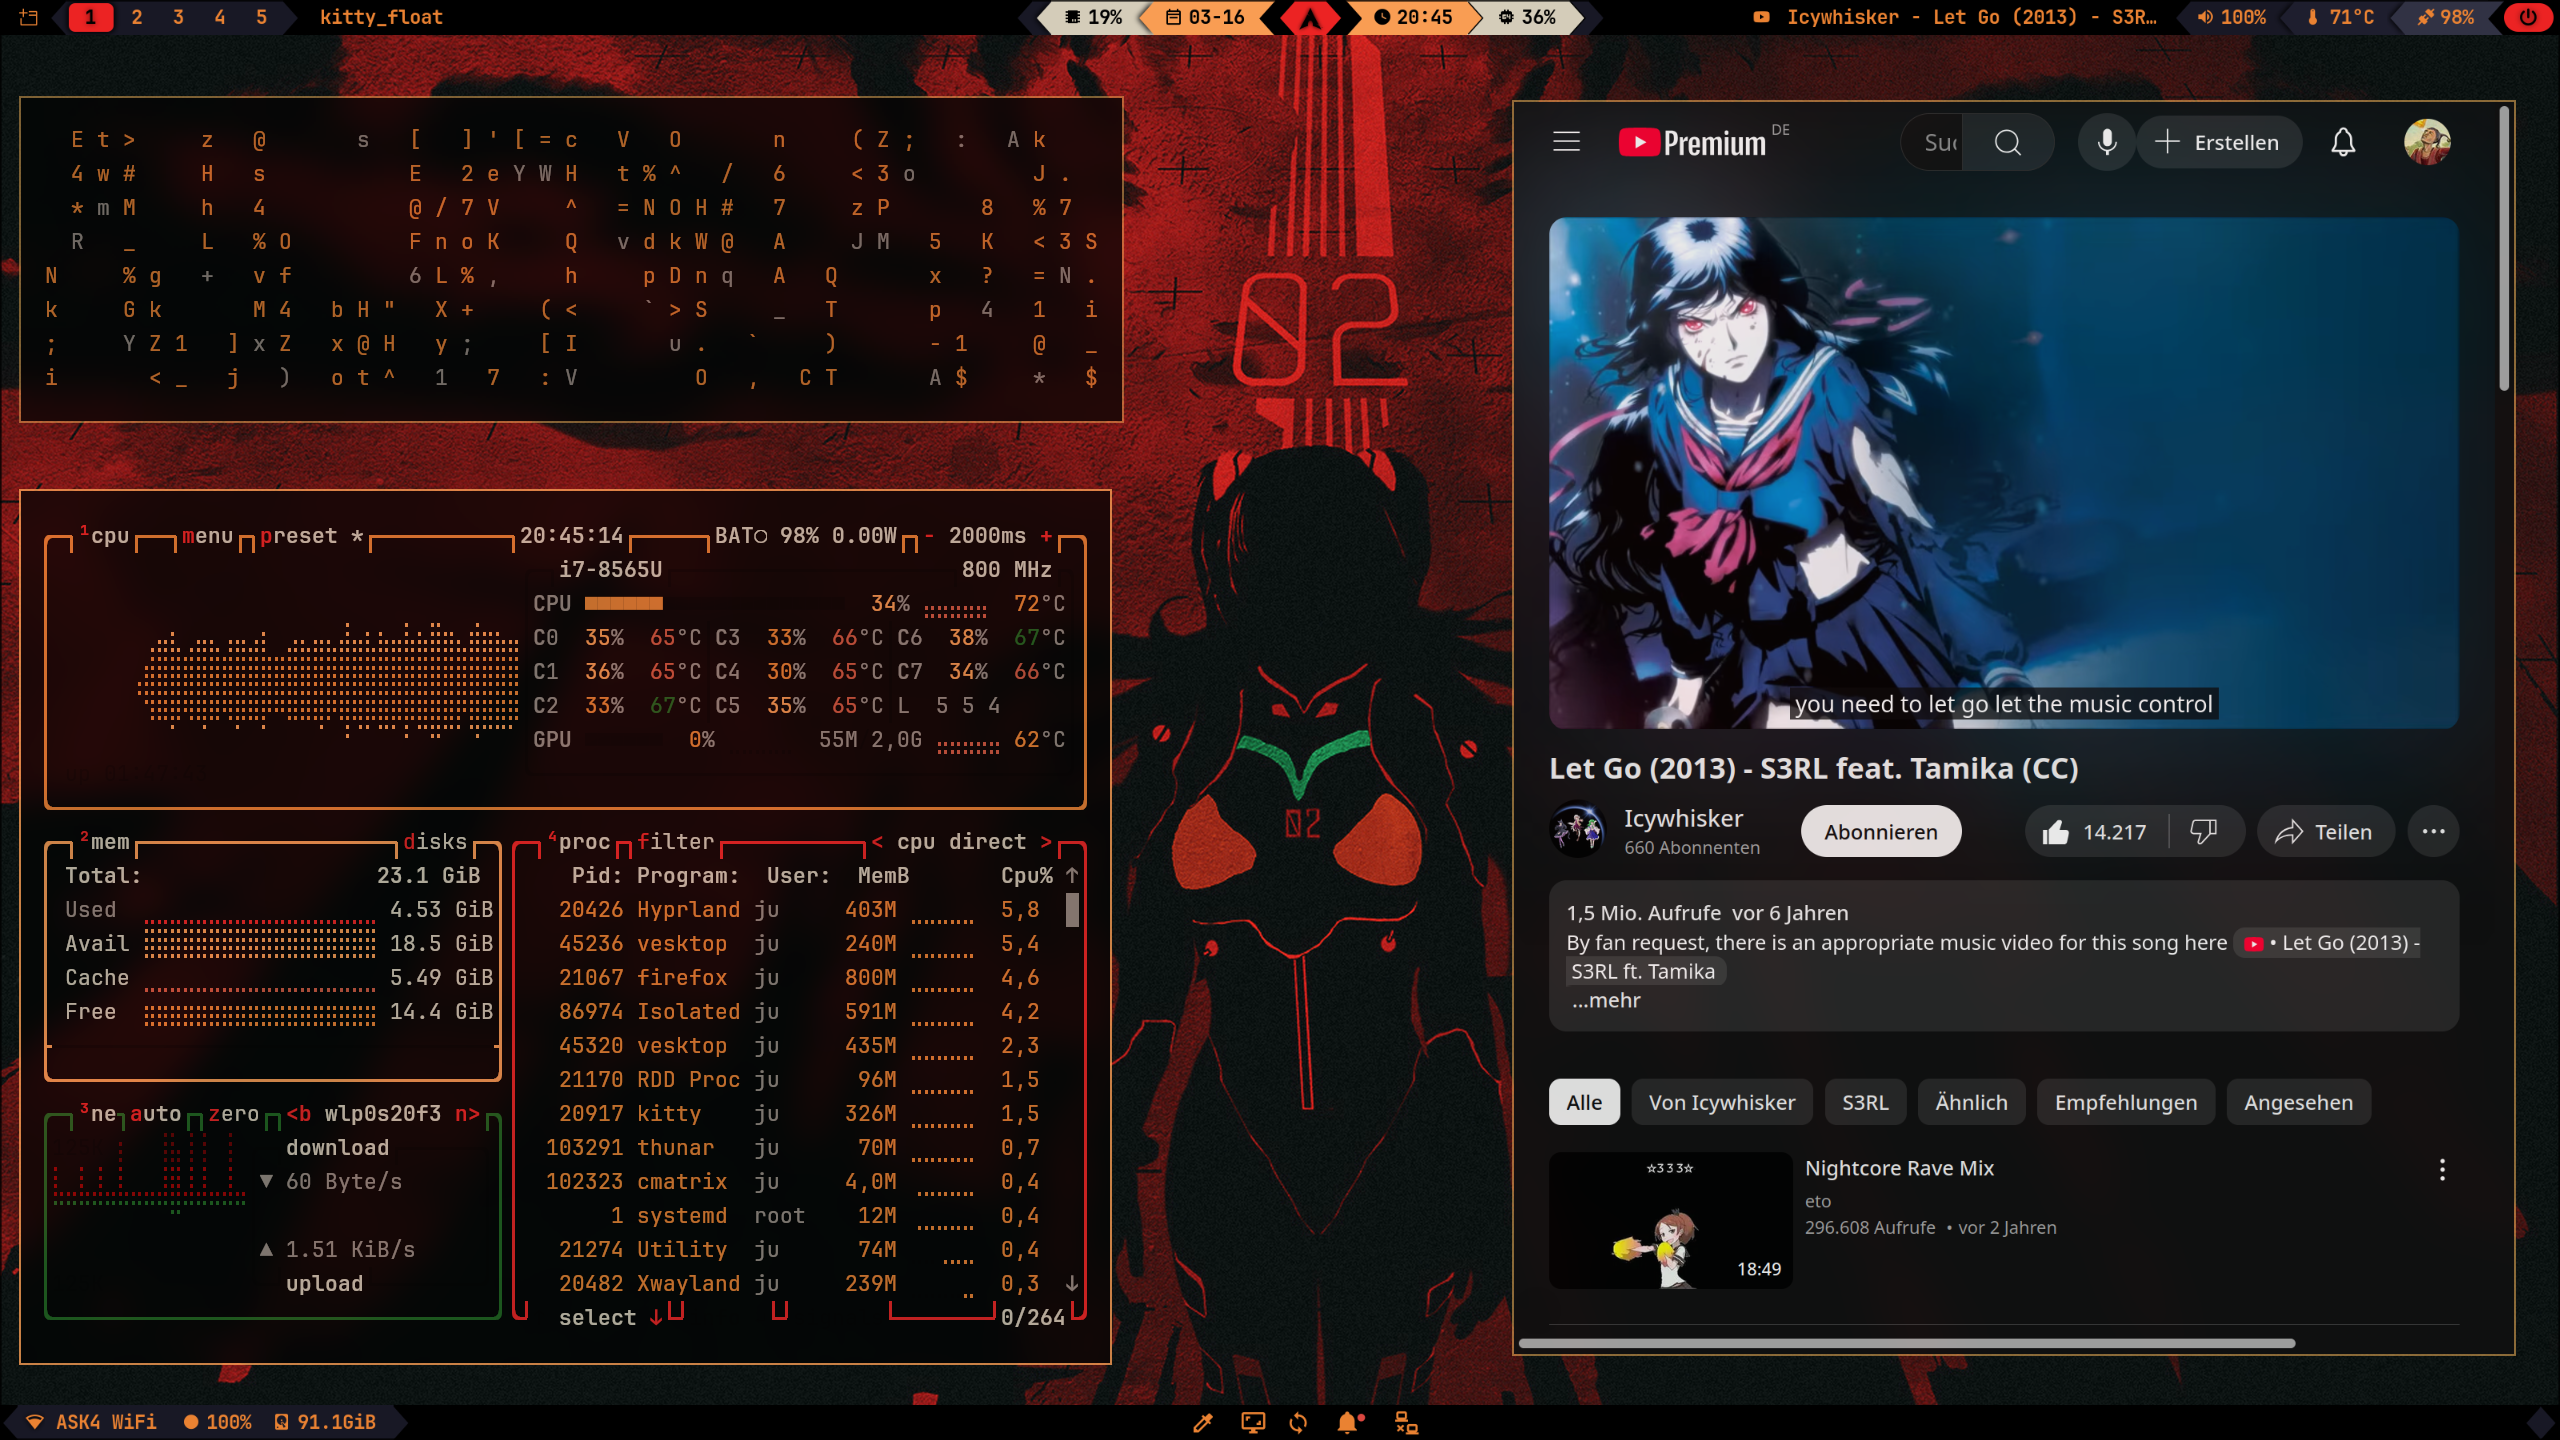 1 2 3 4 5 kitty_float
19% 03-16 20:45 36%
Icywhisker - Let Go (2013) - S3R… 100% 71°C 98%
E t > z @ s [ ] ' [ = c V O n ( Z ; : A k
4 w # H s E 2 e Y W H t % ^ / 6 < 3 o J .
* m M h 4 @ / 7 V ^ = N O H # 7 z P 8 % 7
R _ L % O F n o K Q v d k W @ A J M 5 K < 3 S
N % g + v f 6 L % , h p D n q A Q x ? = N .
k G k M 4 b H " X + ( < ` > S _ T p 4 1 i
; Y Z 1 ] x Z x @ H y ; [ I u . ` ) - 1 @ _
i < _ j ) o t ^ 1 7 : V O , C T A $ * $
02
1cpu menu preset * 20:45:14 BAT○ 98% 0.00W - 2000ms +
i7-8565U 800 MHz
CPU 34% 72°C
C0 35% 65°C C3 33% 66°C C6 38% 67°C
C1 36% 65°C C4 30% 65°C C7 34% 66°C
C2 33% 67°C C5 35% 65°C L 5 5 4
GPU 0% 55M 2,0G 62°C
2mem disks
Total: 23.1 GiB
Used 4.53 GiB
Avail 18.5 GiB
Cache 5.49 GiB
Free 14.4 GiB
3ne auto zero <b wlp0s20f3 n>
download
▼ 60 Byte/s
▲ 1.51 KiB/s
upload
4proc filter < cpu direct >
Pid: Program: User: MemB Cpu% ↑
20426 Hyprland ju 403M 5,8
45236 vesktop ju 240M 5,4
21067 firefox ju 800M 4,6
86974 Isolated ju 591M 4,2
45320 vesktop ju 435M 2,3
21170 RDD Proc ju 96M 1,5
20917 kitty ju 326M 1,5
103291 thunar ju 70M 0,7
102323 cmatrix ju 4,0M 0,4
1 systemd root 12M 0,4
21274 Utility ju 74M 0,4
20482 Xwayland ju 239M 0,3 ↓
select ↓ 0/264
02
Premium DE
Suc
Erstellen
you need to let go let the music control
Let Go (2013) - S3RL feat. Tamika (CC)
Icywhisker
660 Abonnenten
Abonnieren
14.217
Teilen
1,5 Mio. Aufrufe vor 6 Jahren
By fan request, there is an appropriate music video for this song here • Let Go (2013) -
S3RL ft. Tamika
...mehr
Alle Von Icywhisker S3RL Ähnlich Empfehlungen Angesehen
☆333☆
18:49
Nightcore Rave Mix
eto
296.608 Aufrufe • vor 2 Jahren
ASK4 WiFi 100% 91.1GiB